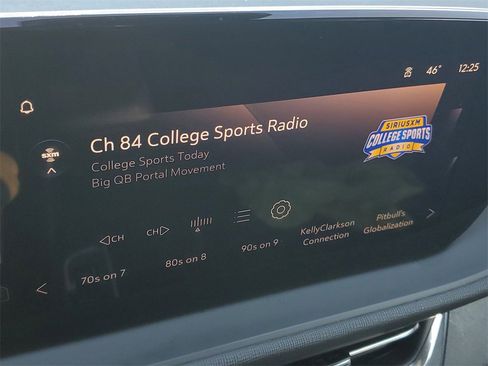 46° 12:25
sxm
Ch 84 College Sports Radio
College Sports Today
Big QB Portal Movement
SIRIUSXM
COLLEGE SPORTS
RADIO
CH CH
70s on 7 80s on 8 90s on 9 KellyClarkson Connection Pitbull's Globalization